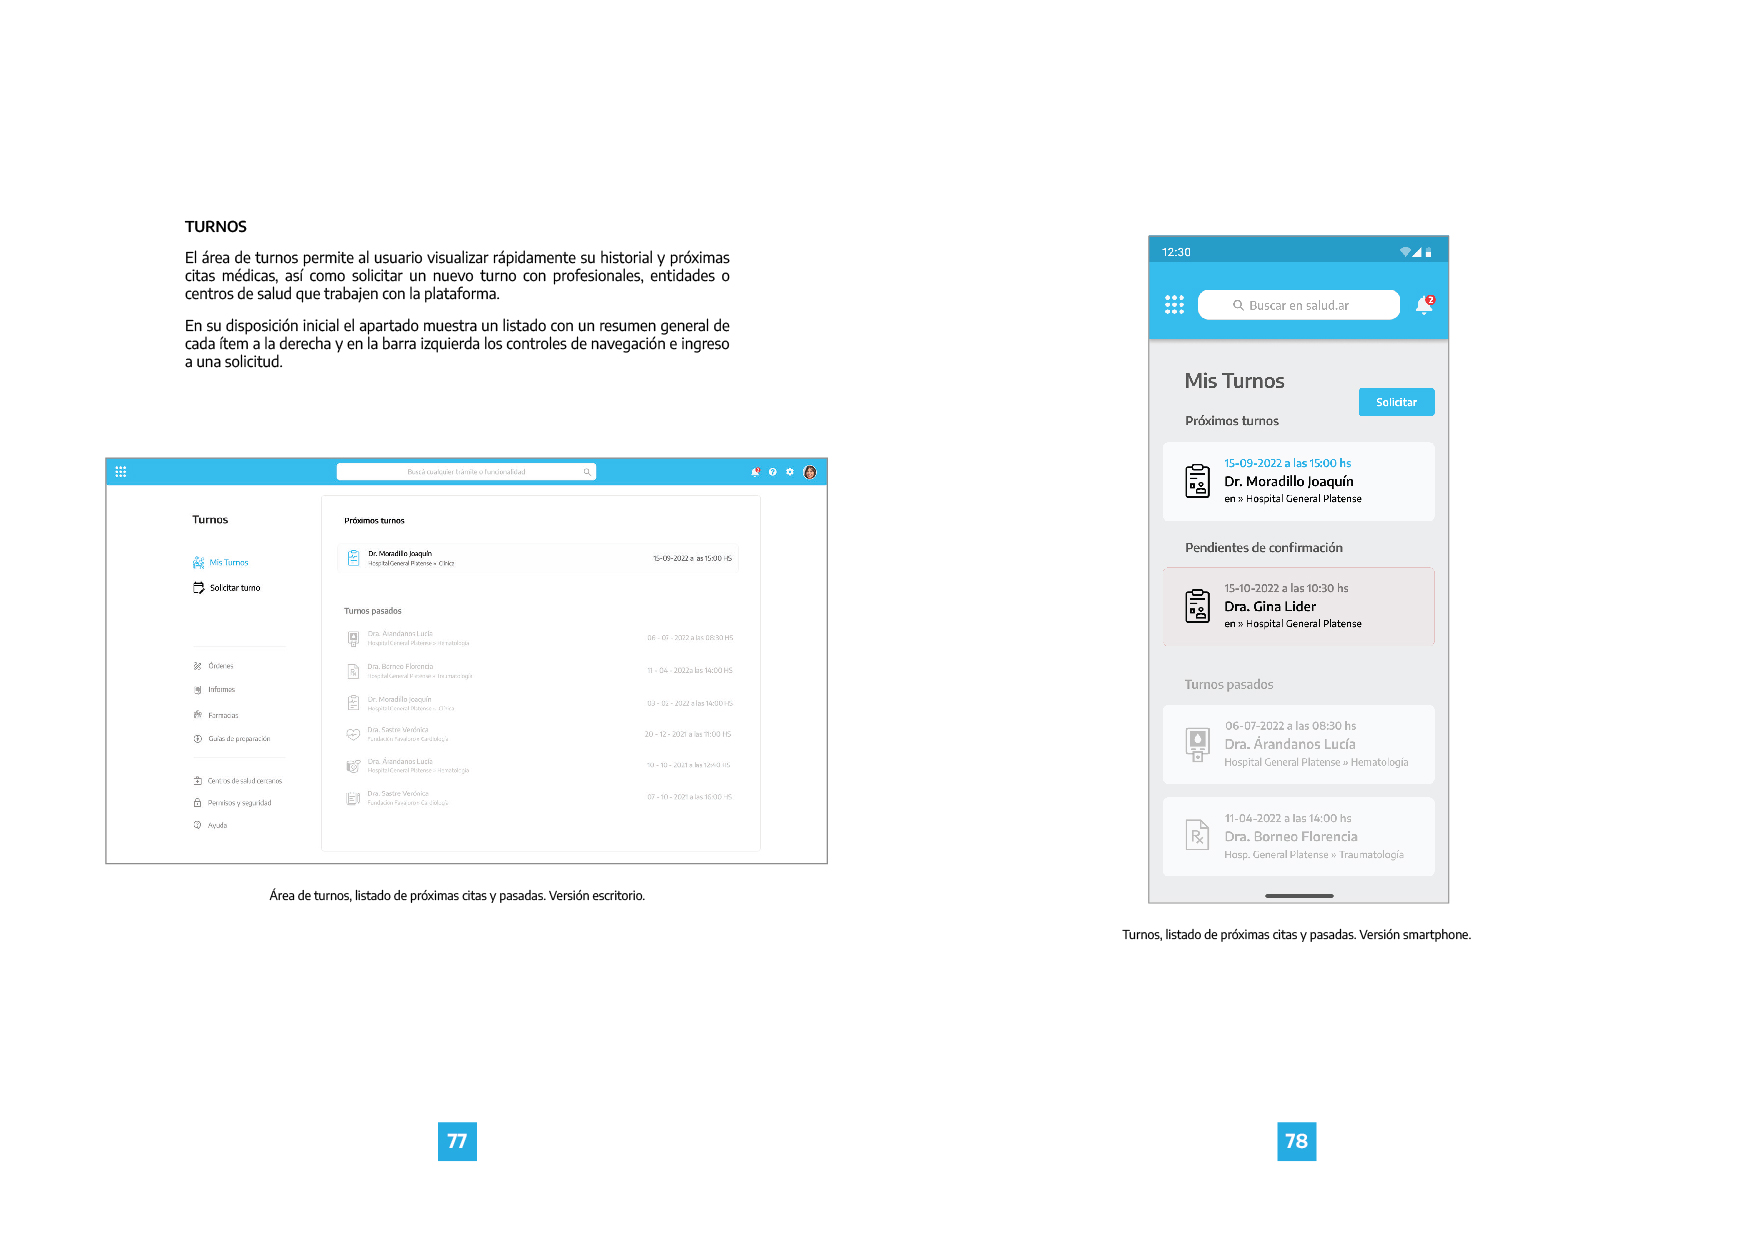 TURNOS
El área de turnos permite al usuario visualizar rápidamente su historial y próximas
citas médicas, así como solicitar un nuevo turno con profesionales, entidades o
centros de salud que trabajen con la plataforma.
En su disposición inicial el apartado muestra un listado con un resumen general de
cada ítem a la derecha y en la barra izquierda los controles de navegación e ingreso
a una solicitud.
Buscá cualquier trámite o funcionalidad
Turnos
Mis Turnos
Solicitar turno
Órdenes
Informes
Farmacias
Guías de preparación
Centros de salud cercanos
Permisos y seguridad
Ayuda
Próximos turnos
Dr. Moradillo Joaquín
Hospital General Platense » Clínica
15-09-2022 a las 15:00 HS
Turnos pasados
Dra. Árandanos Lucía
Hospital General Platense » Hematología
06 - 07 - 2022 a las 08:30 HS
Dra. Borneo Florencia
Hospital General Platense » Traumatología
11 - 04 - 2022a las 14:00 HS
Dr. Moradillo Joaquín
Hospital General Platense » Clínica
03 - 02 - 2022 a las 14:00 HS
Dra. Sastre Verónica
Fundación Favaloro » Cardiología
20 - 12 - 2021 a las 11:00 HS
Dra. Árandanos Lucía
Hospital General Platense » Hematología
10 - 10 - 2021 a las 12:40 HS
Dra. Sastre Verónica
Fundación Favaloro » Cardiología
07 - 10 - 2021 a las 16:00 HS
Área de turnos, listado de próximas citas y pasadas. Versión escritorio.
77
12:30
Buscar en salud.ar
2
Mis Turnos
Solicitar
Próximos turnos
15-09-2022 a las 15:00 hs
Dr. Moradillo Joaquín
en » Hospital General Platense
Pendientes de confirmación
15-10-2022 a las 10:30 hs
Dra. Gina Lider
en » Hospital General Platense
Turnos pasados
06-07-2022 a las 08:30 hs
Dra. Árandanos Lucía
Hospital General Platense » Hematología
11-04-2022 a las 14:00 hs
Dra. Borneo Florencia
Hosp. General Platense » Traumatología
Turnos, listado de próximas citas y pasadas. Versión smartphone.
78